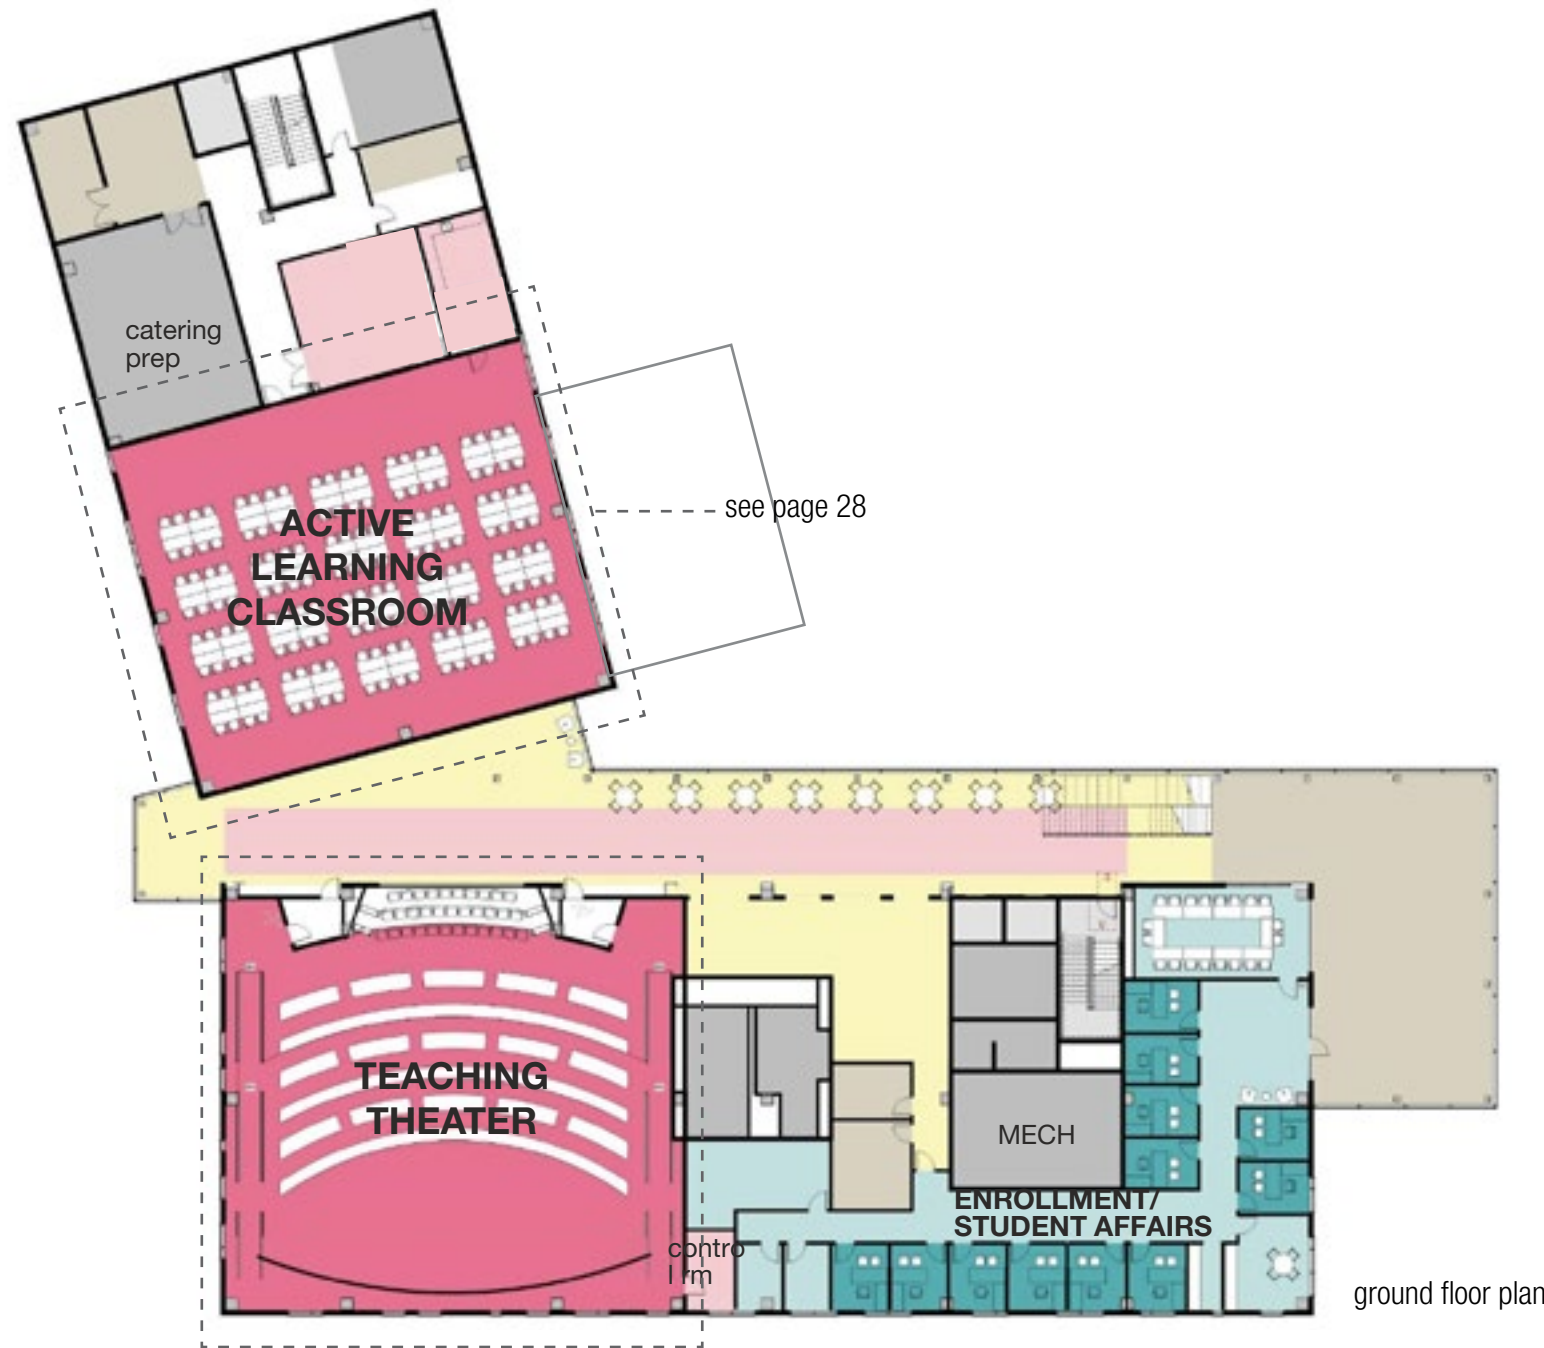 catering
prep
see page 28
ACTIVE
LEARNING
CLASSROOM
TEACHING
THEATER
MECH
ENROLLMENT/
STUDENT AFFAIRS
contro
l rm
ground floor plan